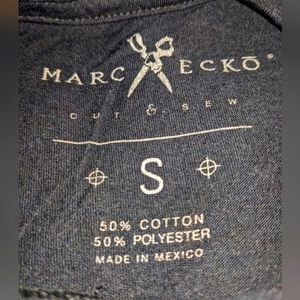 MARC ECKŌ®
CUT & SEW
S
50% COTTON
50% POLYESTER
MADE IN MEXICO